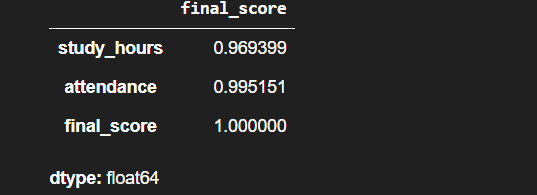 final_score
study_hours 0.969399
attendance 0.995151
final_score 1.000000
dtype: float64